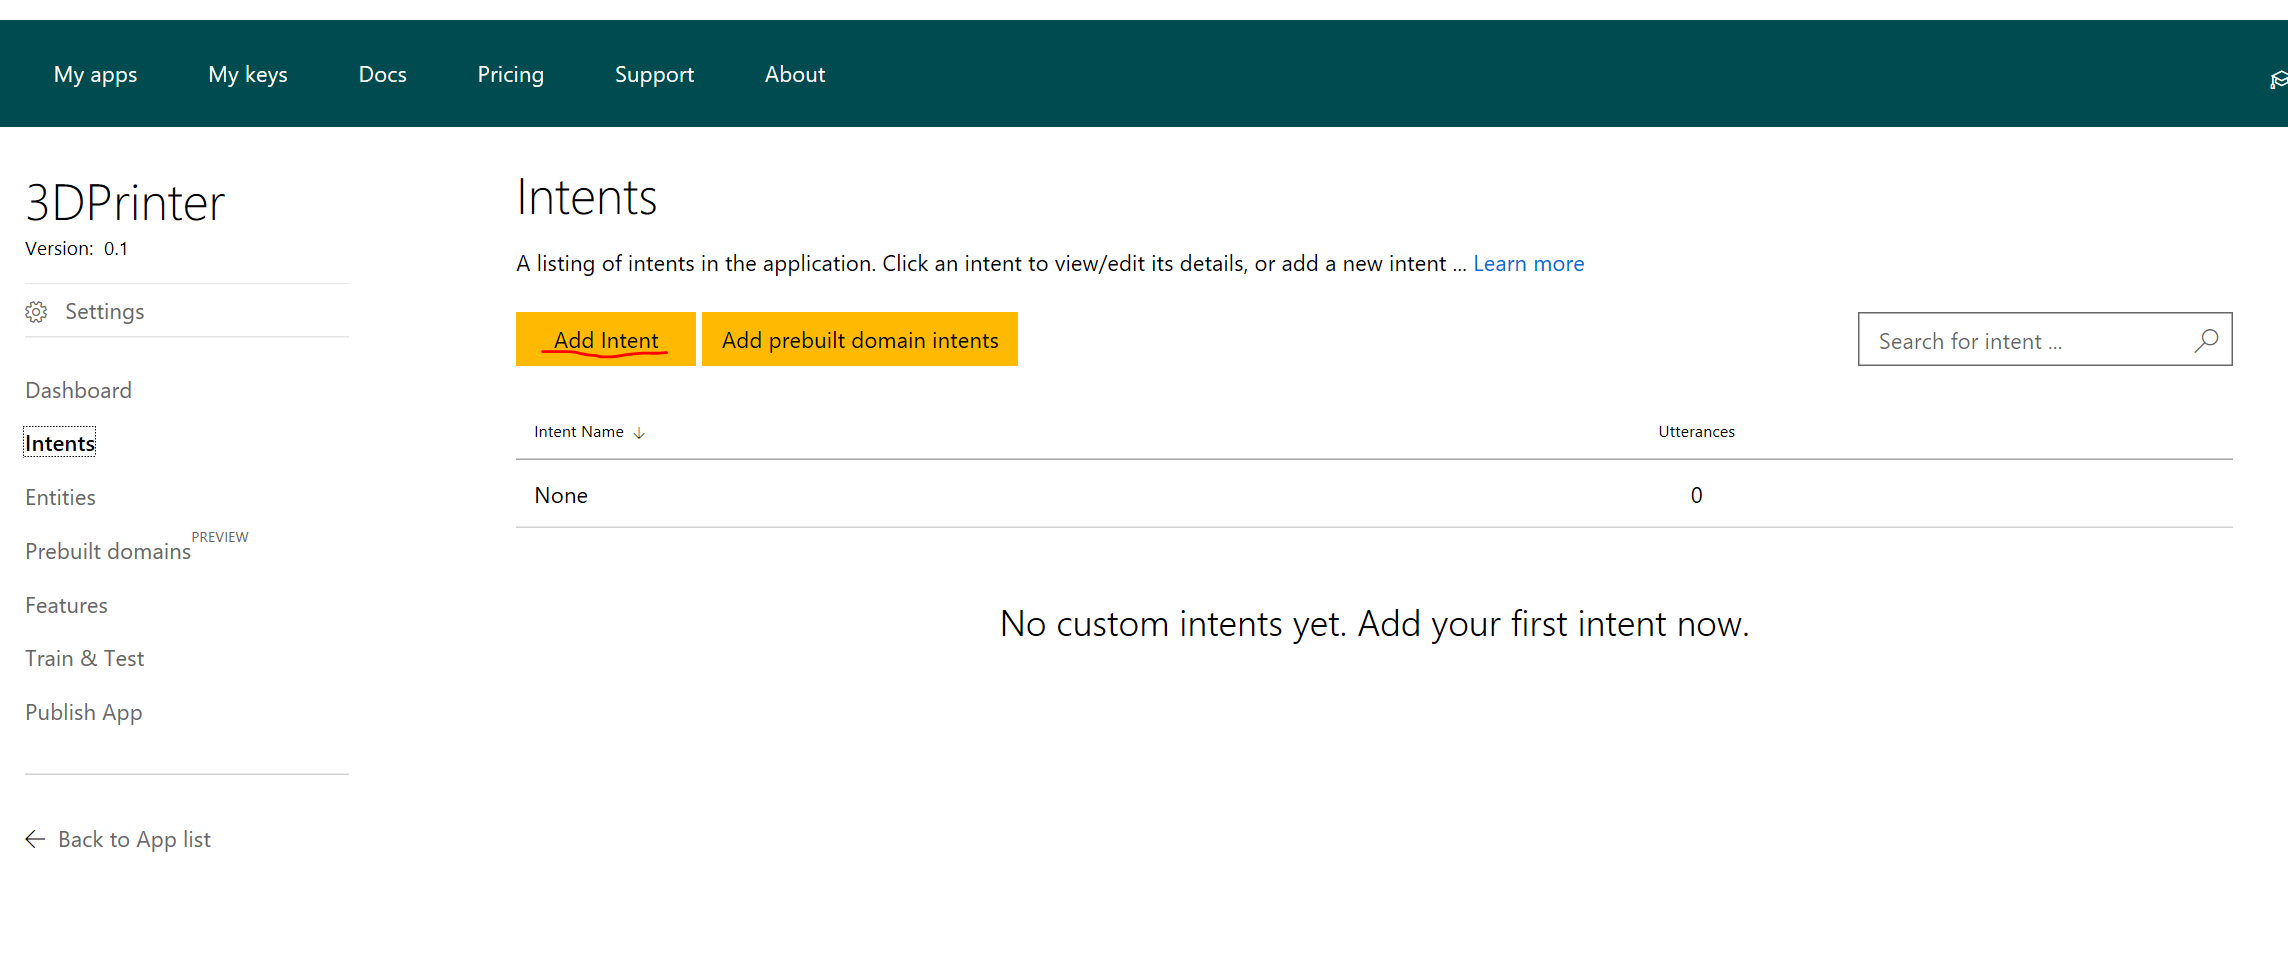 My apps My keys Docs Pricing Support About
3DPrinter
Version: 0.1
Settings
Dashboard
Intents
Entities
Prebuilt domains PREVIEW
Features
Train & Test
Publish App
Back to App list
Intents
A listing of intents in the application. Click an intent to view/edit its details, or add a new intent ... Learn more
Add Intent Add prebuilt domain intents Search for intent ...
Intent Name Utterances
None 0
No custom intents yet. Add your first intent now.